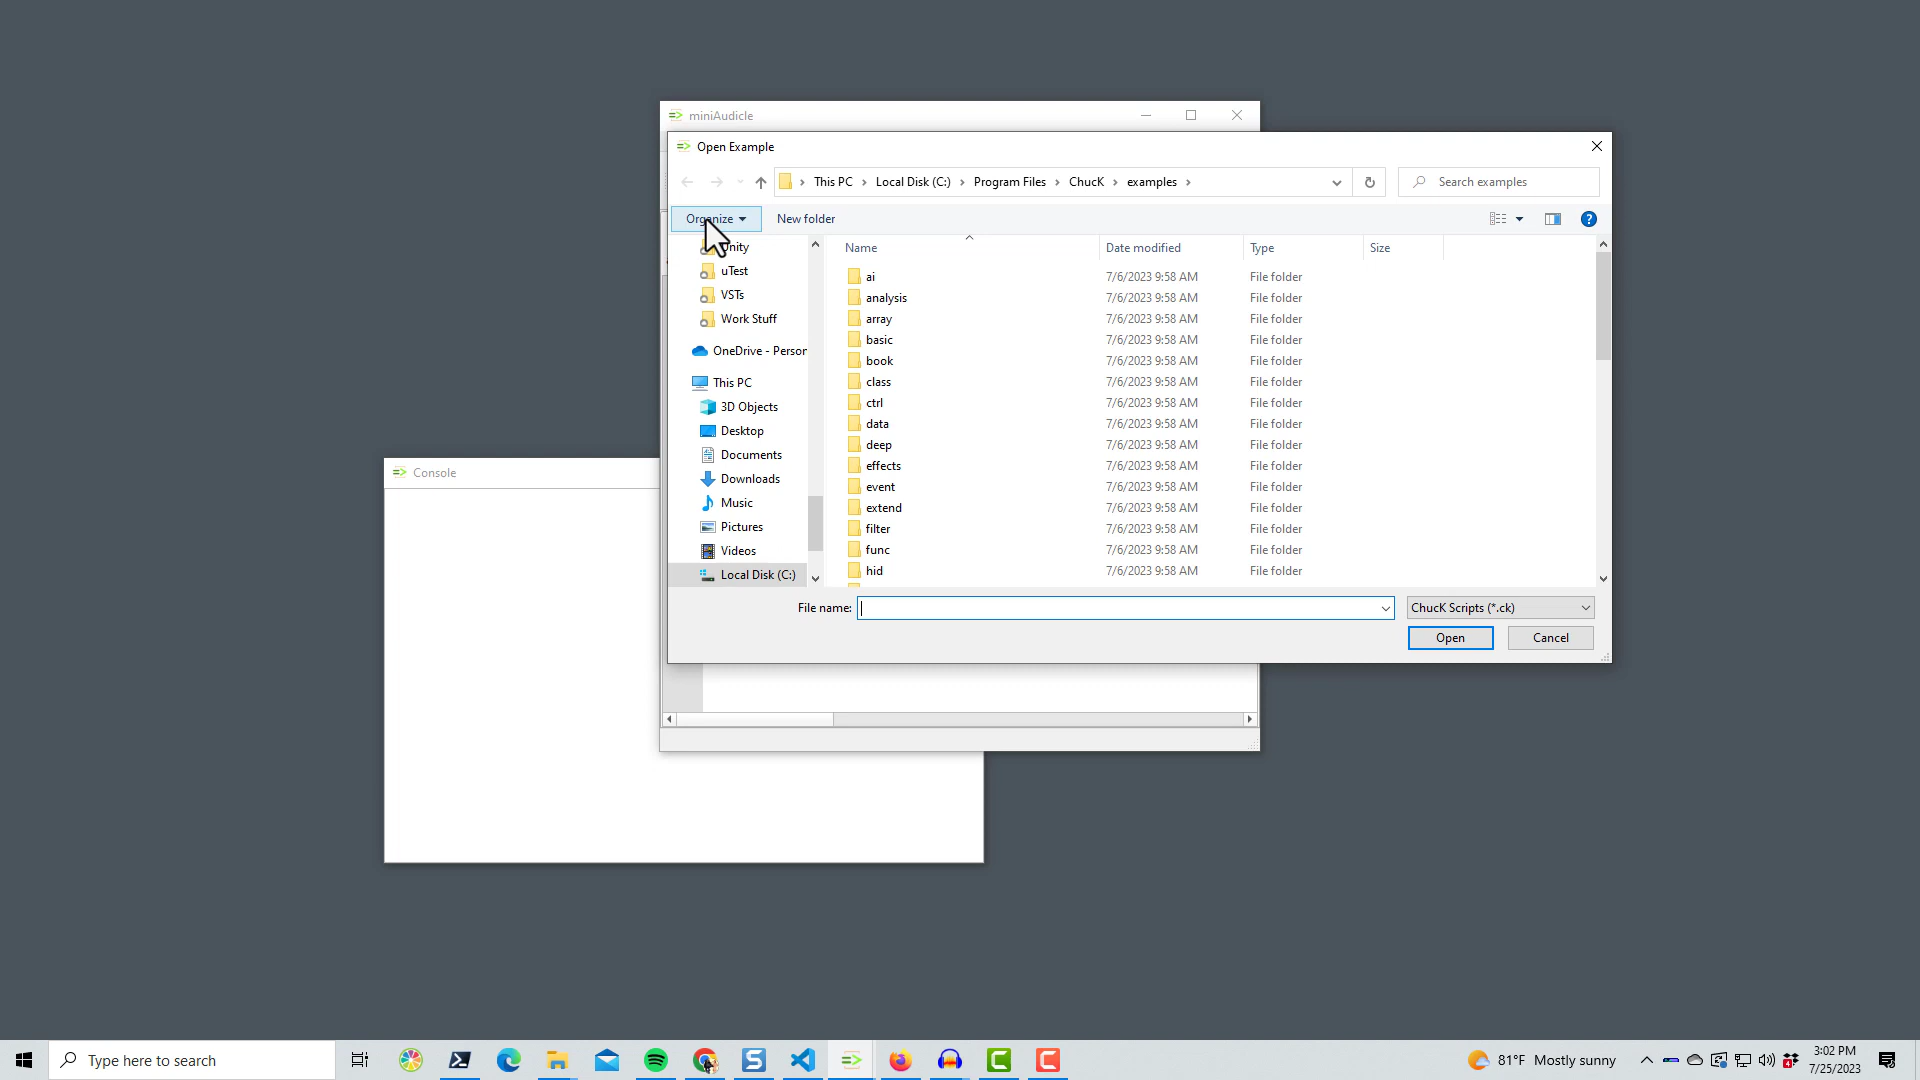 miniAudicle
Open Example
This PC
Local Disk (C:)
Program Files
ChucK
examples
Search examples
Organize
New folder
Unity
uTest
VSTs
Work Stuff
OneDrive - Person
This PC
3D Objects
Desktop
Documents
Downloads
Music
Pictures
Videos
Local Disk (C:)
Name Date modified Type Size
ai 7/6/2023 9:58 AM File folder
analysis 7/6/2023 9:58 AM File folder
array 7/6/2023 9:58 AM File folder
basic 7/6/2023 9:58 AM File folder
book 7/6/2023 9:58 AM File folder
class 7/6/2023 9:58 AM File folder
ctrl 7/6/2023 9:58 AM File folder
data 7/6/2023 9:58 AM File folder
deep 7/6/2023 9:58 AM File folder
effects 7/6/2023 9:58 AM File folder
event 7/6/2023 9:58 AM File folder
extend 7/6/2023 9:58 AM File folder
filter 7/6/2023 9:58 AM File folder
func 7/6/2023 9:58 AM File folder
hid 7/6/2023 9:58 AM File folder
File name:
ChucK Scripts (*.ck)
Open
Cancel
Console
Type here to search
81°F Mostly sunny
3:02 PM
7/25/2023